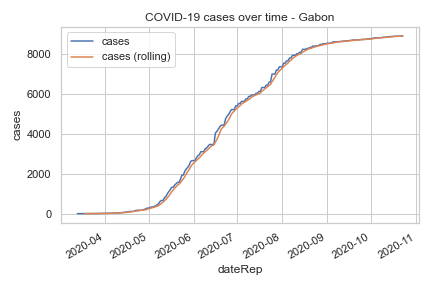 COVID-19 cases over time - Gabon
cases
cases (rolling)
8000
6000
4000
2000
0
cases
2020-04
2020-05
2020-06
2020-07
2020-08
2020-09
2020-10
2020-11
dateRep